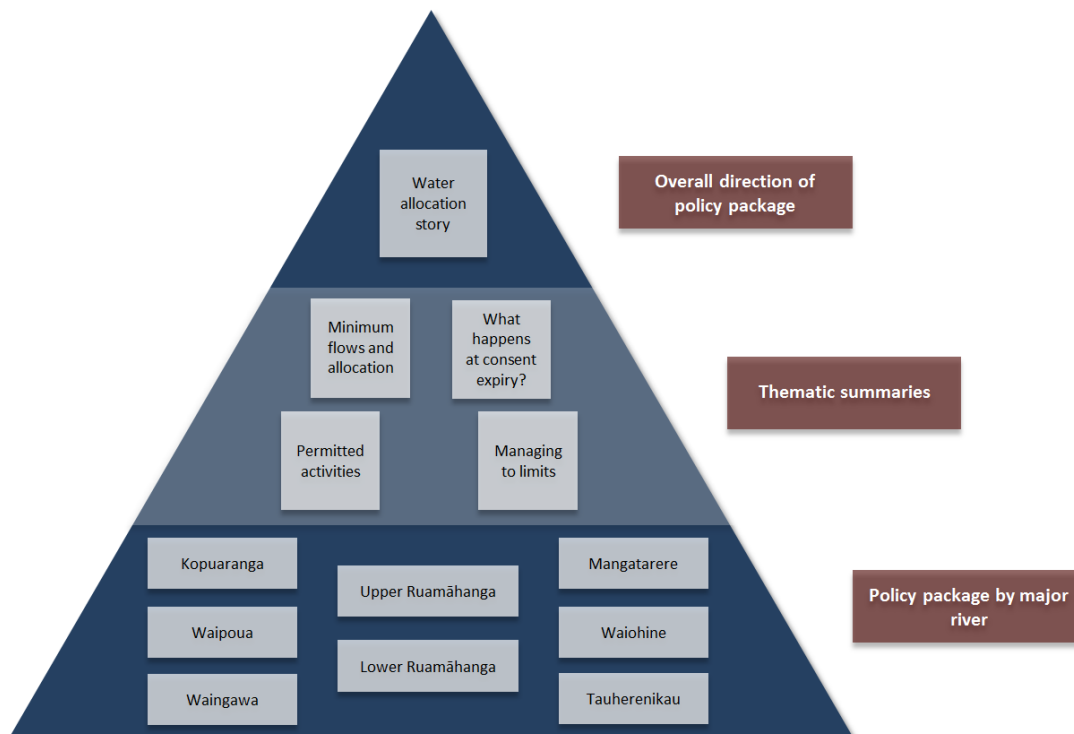 Water
allocation
story
Overall direction of
policy package
Minimum
flows and
allocation
What
happens
at consent
expiry?
Thematic summaries
Permitted
activities
Managing
to limits
Kopuaranga
Upper Ruamāhanga
Mangatarere
Policy package by major
river
Waipoua
Waiohine
Lower Ruamāhanga
Waingawa
Tauherenikau